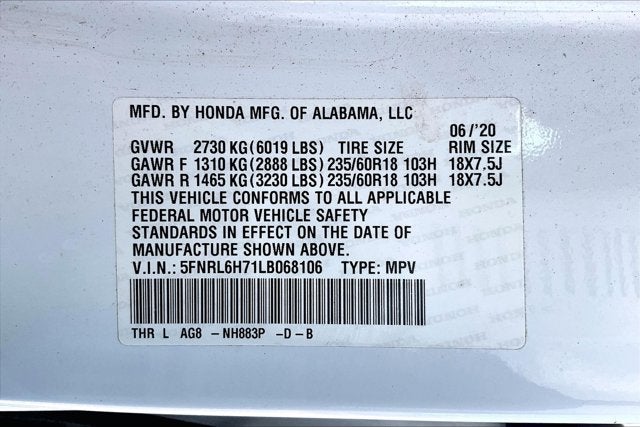 MFD. BY HONDA MFG. OF ALABAMA, LLC
06/'20
GVWR 2730 KG(6019 LBS) TIRE SIZE RIM SIZE
GAWR F 1310 KG(2888 LBS) 235/60R18 103H 18X7.5J
GAWR R 1465 KG(3230 LBS) 235/60R18 103H 18X7.5J
THIS VEHICLE CONFORMS TO ALL APPLICABLE
FEDERAL MOTOR VEHICLE SAFETY
STANDARDS IN EFFECT ON THE DATE OF
MANUFACTURE SHOWN ABOVE.
V.I.N.: 5FNRL6H71LB068106 TYPE: MPV
THR L AG8 -NH883P -D-B